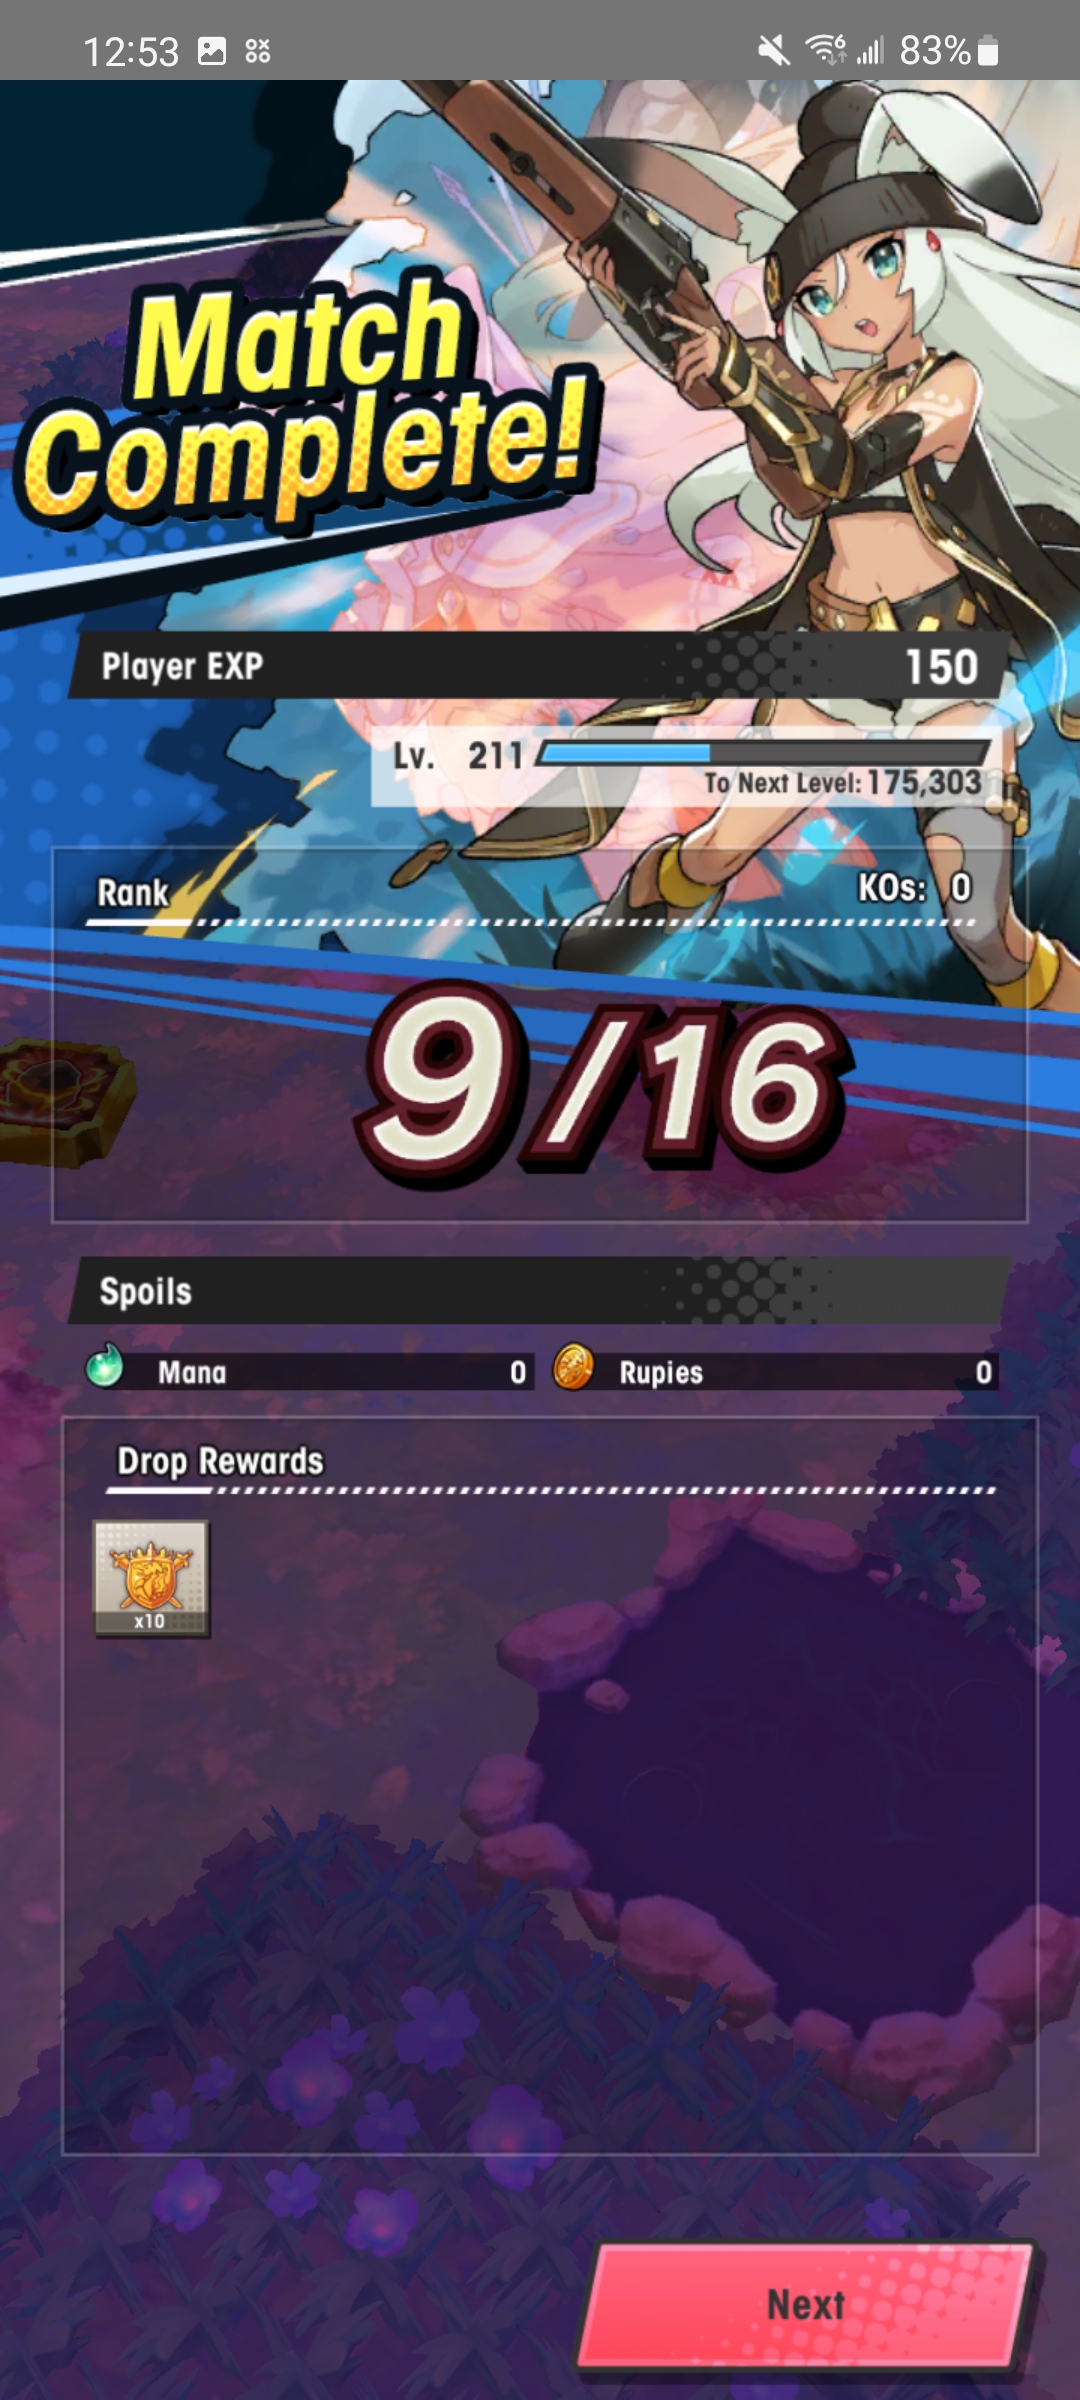 12:53
83%
Match
Complete!
Player EXP 150
Lv. 211
To Next Level: 175,303
Rank KOs: 0
9/16
Spoils
Mana 0 Rupies 0
Drop Rewards
x10
Next